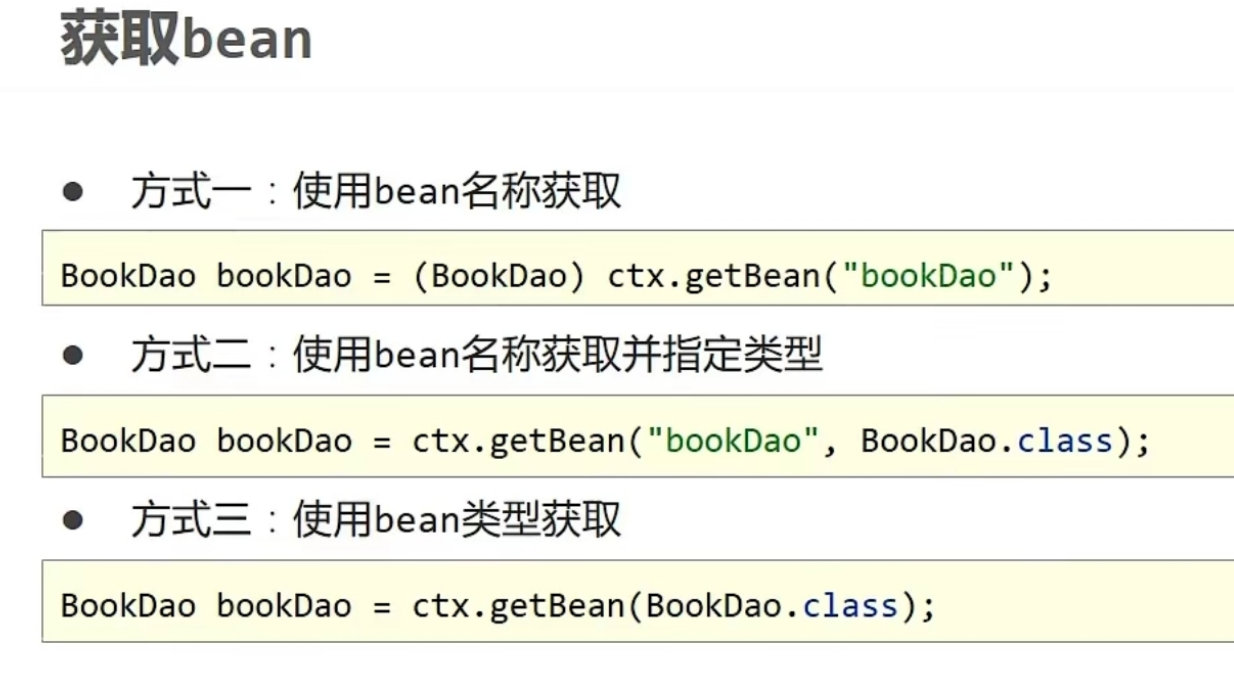 获取bean
● 方式一：使用bean名称获取
BookDao bookDao = (BookDao) ctx.getBean("bookDao");
● 方式二：使用bean名称获取并指定类型
BookDao bookDao = ctx.getBean("bookDao", BookDao.class);
● 方式三：使用bean类型获取
BookDao bookDao = ctx.getBean(BookDao.class);